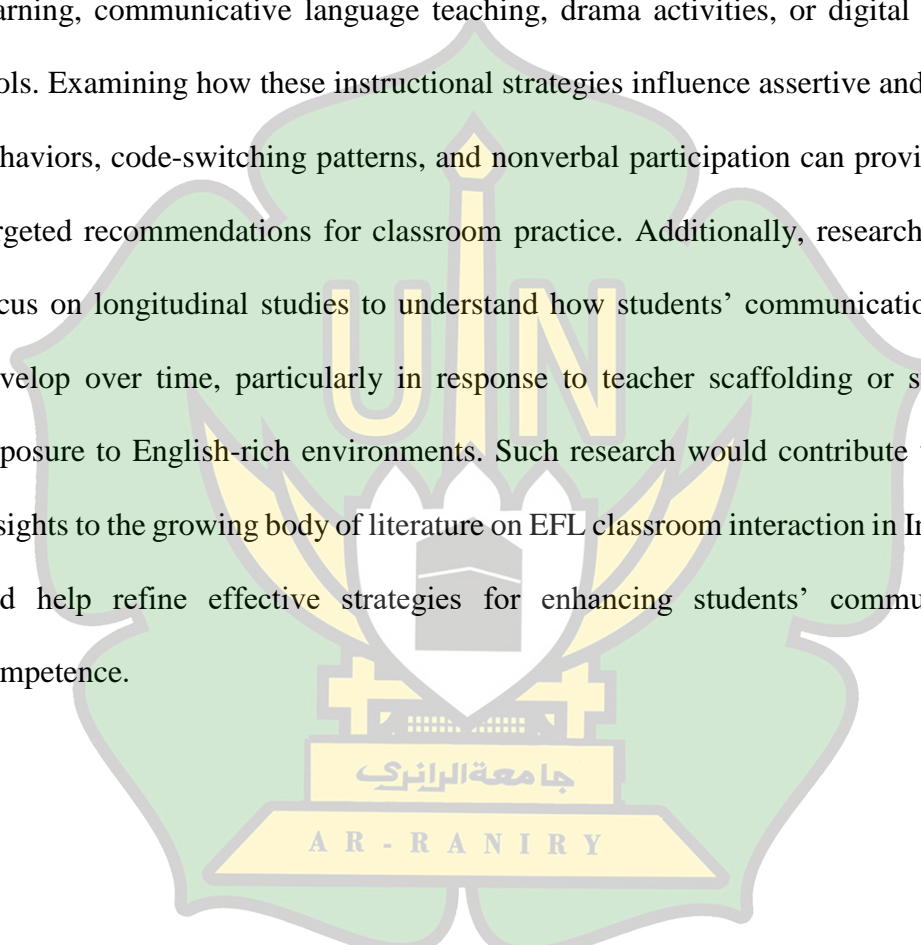 arning, communicative language teaching, drama activities, or digital
ols. Examining how these instructional strategies influence assertive and
haviors, code-switching patterns, and nonverbal participation can provi
rgeted recommendations for classroom practice. Additionally, research
cus on longitudinal studies to understand how students’ communicatio
velop over time, particularly in response to teacher scaffolding or s
posure to English-rich environments. Such research would contribute
sights to the growing body of literature on EFL classroom interaction in In
d help refine effective strategies for enhancing students’ commu
mpetence.
UIN
جامعة الرانري
AR-RANIRY